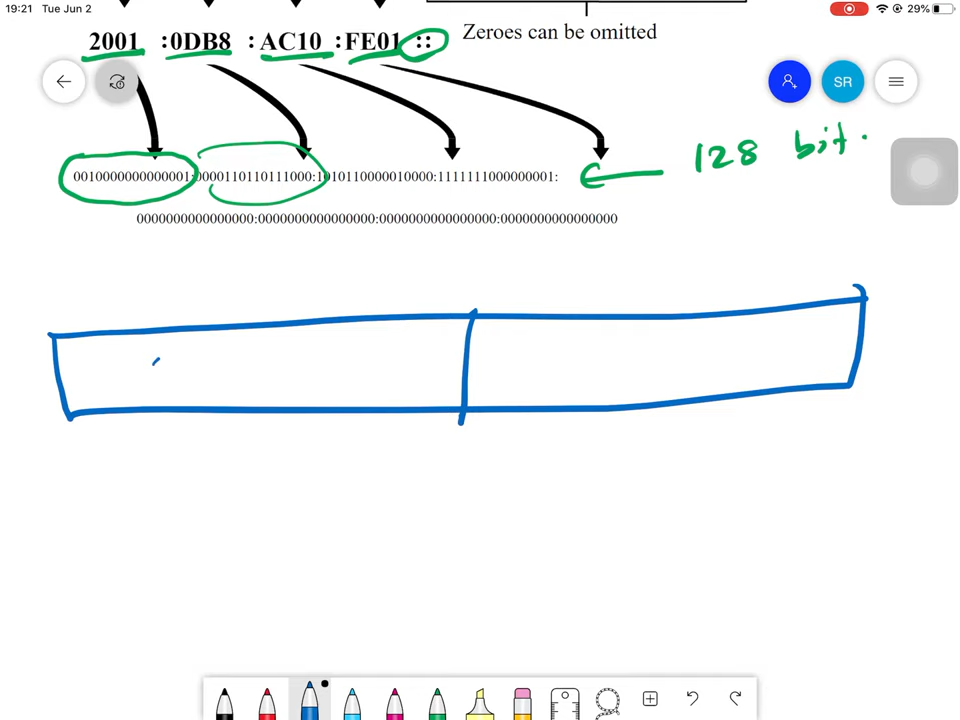 19:21 Tue Jun 2 29%
2001 :0DB8 : AC10 :FE01 :: Zeroes can be omitted
SR
128 bit.
0010000000000001:0000110110111000:1010110000010000:1111111000000001:
0000000000000000:0000000000000000:0000000000000000:0000000000000000